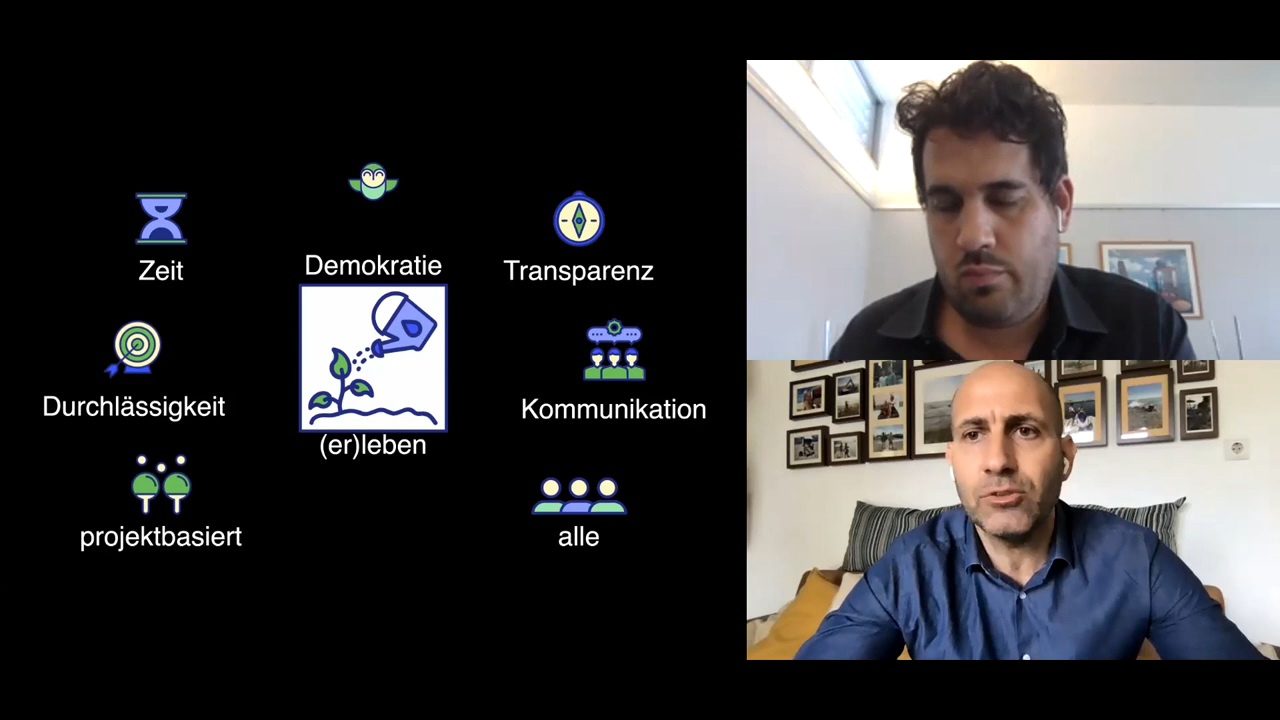 Zeit
Demokratie
Transparenz
Durchlässigkeit
Kommunikation
(er)leben
projektbasiert
alle